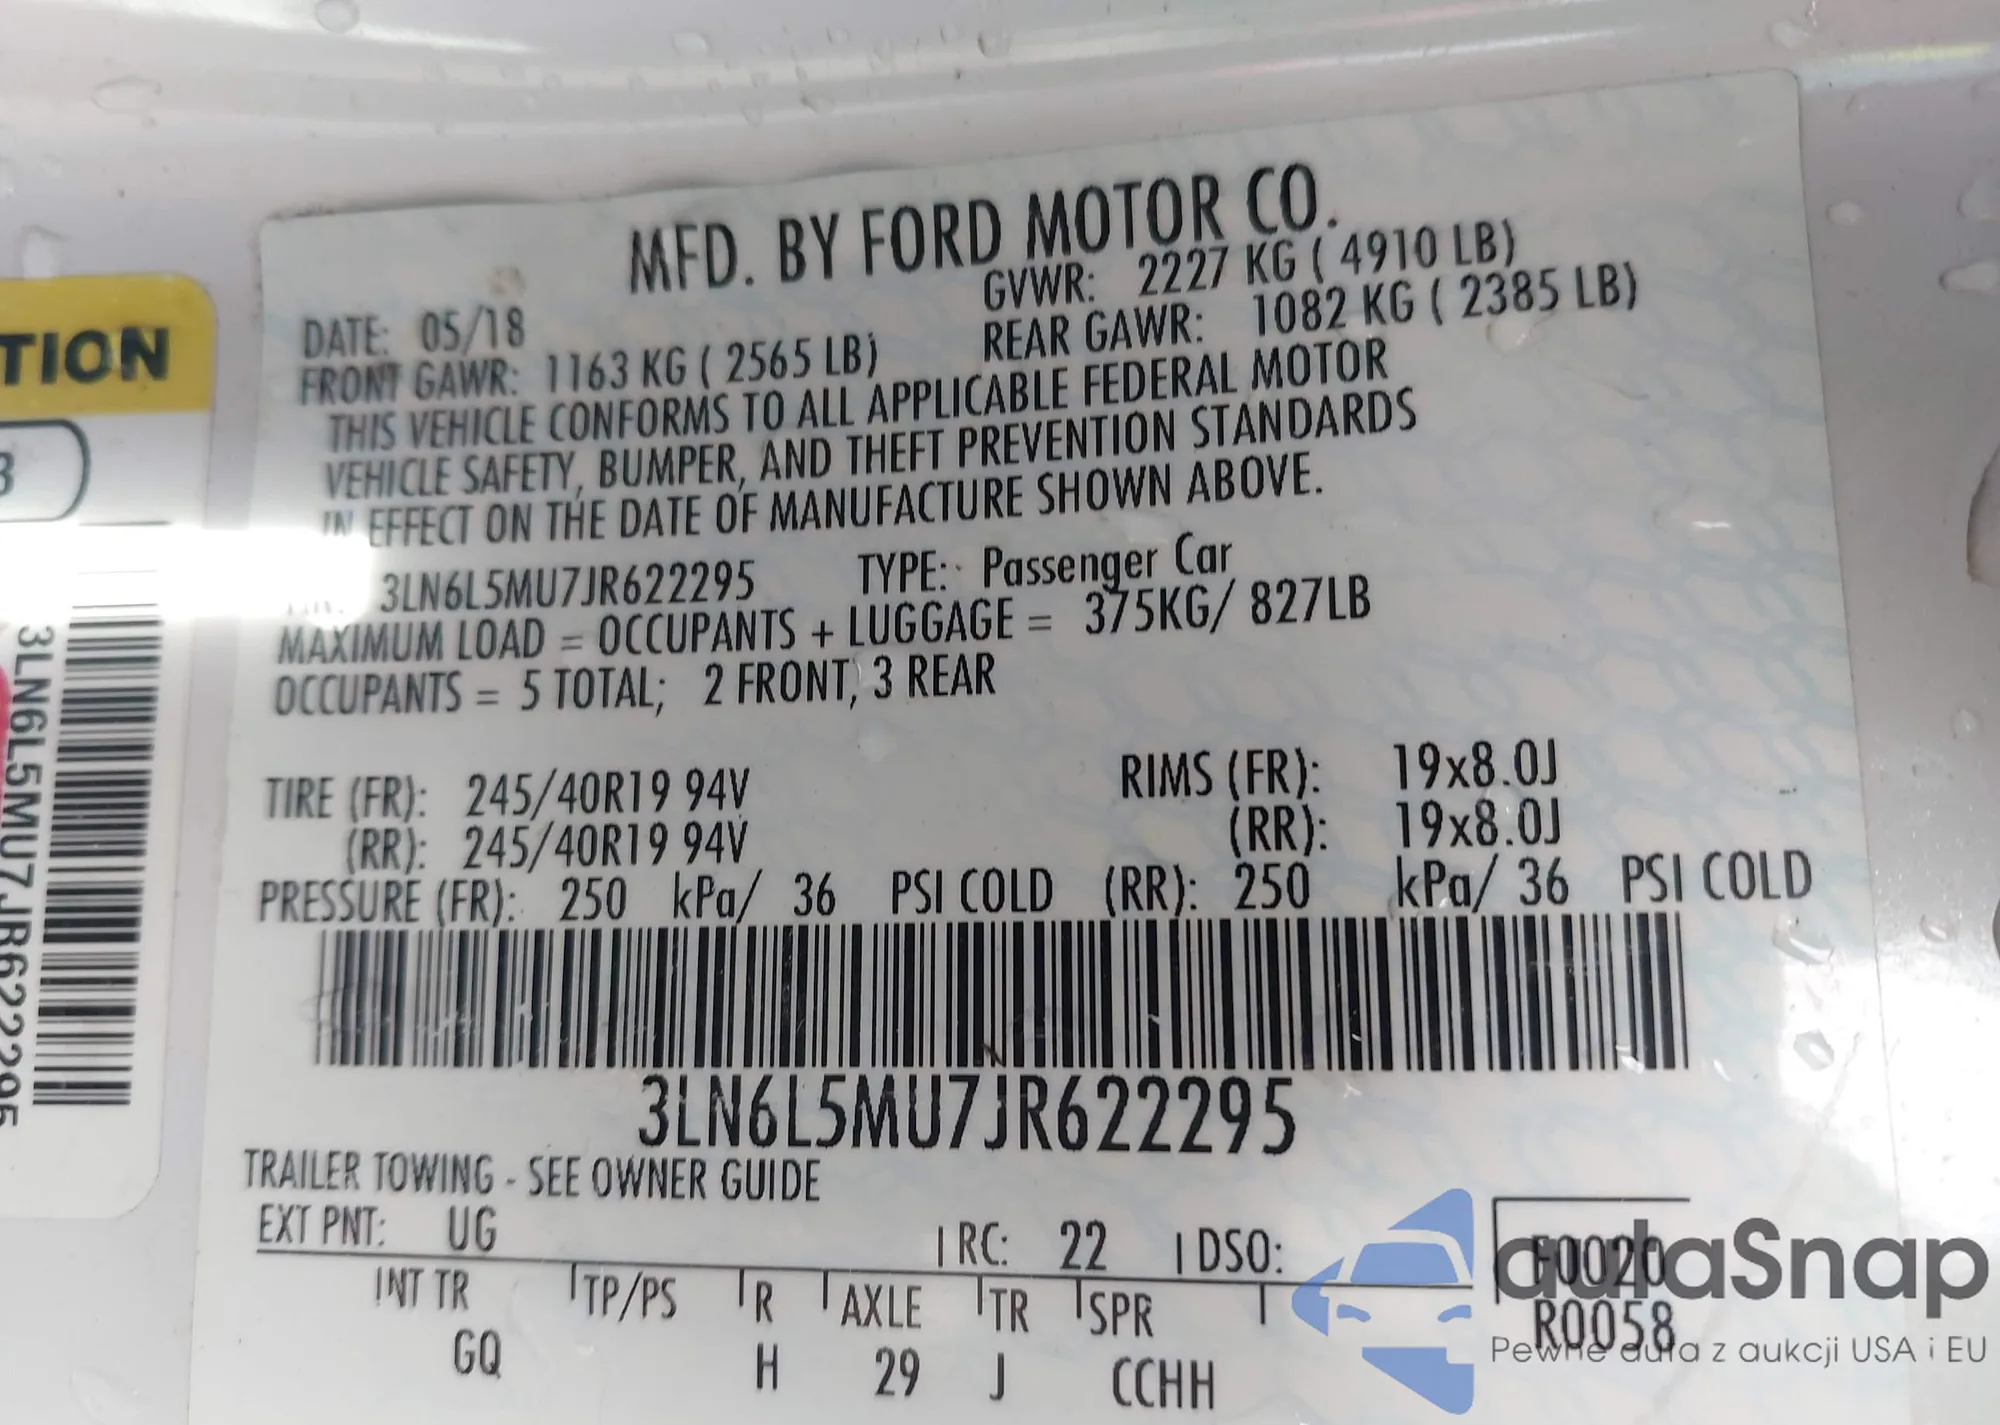 MFD. BY FORD MOTOR CO.
DATE: 05/18
GVWR: 2227 KG ( 4910 LB)
FRONT GAWR: 1163 KG ( 2565 LB)
REAR GAWR: 1082 KG ( 2385 LB)
THIS VEHICLE CONFORMS TO ALL APPLICABLE FEDERAL MOTOR
VEHICLE SAFETY, BUMPER, AND THEFT PREVENTION STANDARDS
IN EFFECT ON THE DATE OF MANUFACTURE SHOWN ABOVE.
3LN6L5MU7JR622295 TYPE: Passenger Car
MAXIMUM LOAD = OCCUPANTS + LUGGAGE = 375KG/ 827LB
OCCUPANTS = 5 TOTAL; 2 FRONT, 3 REAR
TIRE (FR): 245/40R19 94V RIMS (FR): 19x8.0J
(RR): 245/40R19 94V (RR): 19x8.0J
PRESSURE (FR): 250 kPa/ 36 PSI COLD (RR): 250 kPa/ 36 PSI COLD
3LN6L5MU7JR622295
TRAILER TOWING - SEE OWNER GUIDE
EXT PNT: UG RC: 22 DSO:
F0020
R0058
INT TR TP/PS R AXLE TR SPR
GQ H 29 J CCHH
TION
3
3LN6L5MU7JR622295
autaSnap
Pewne auta z aukcji USA i EU